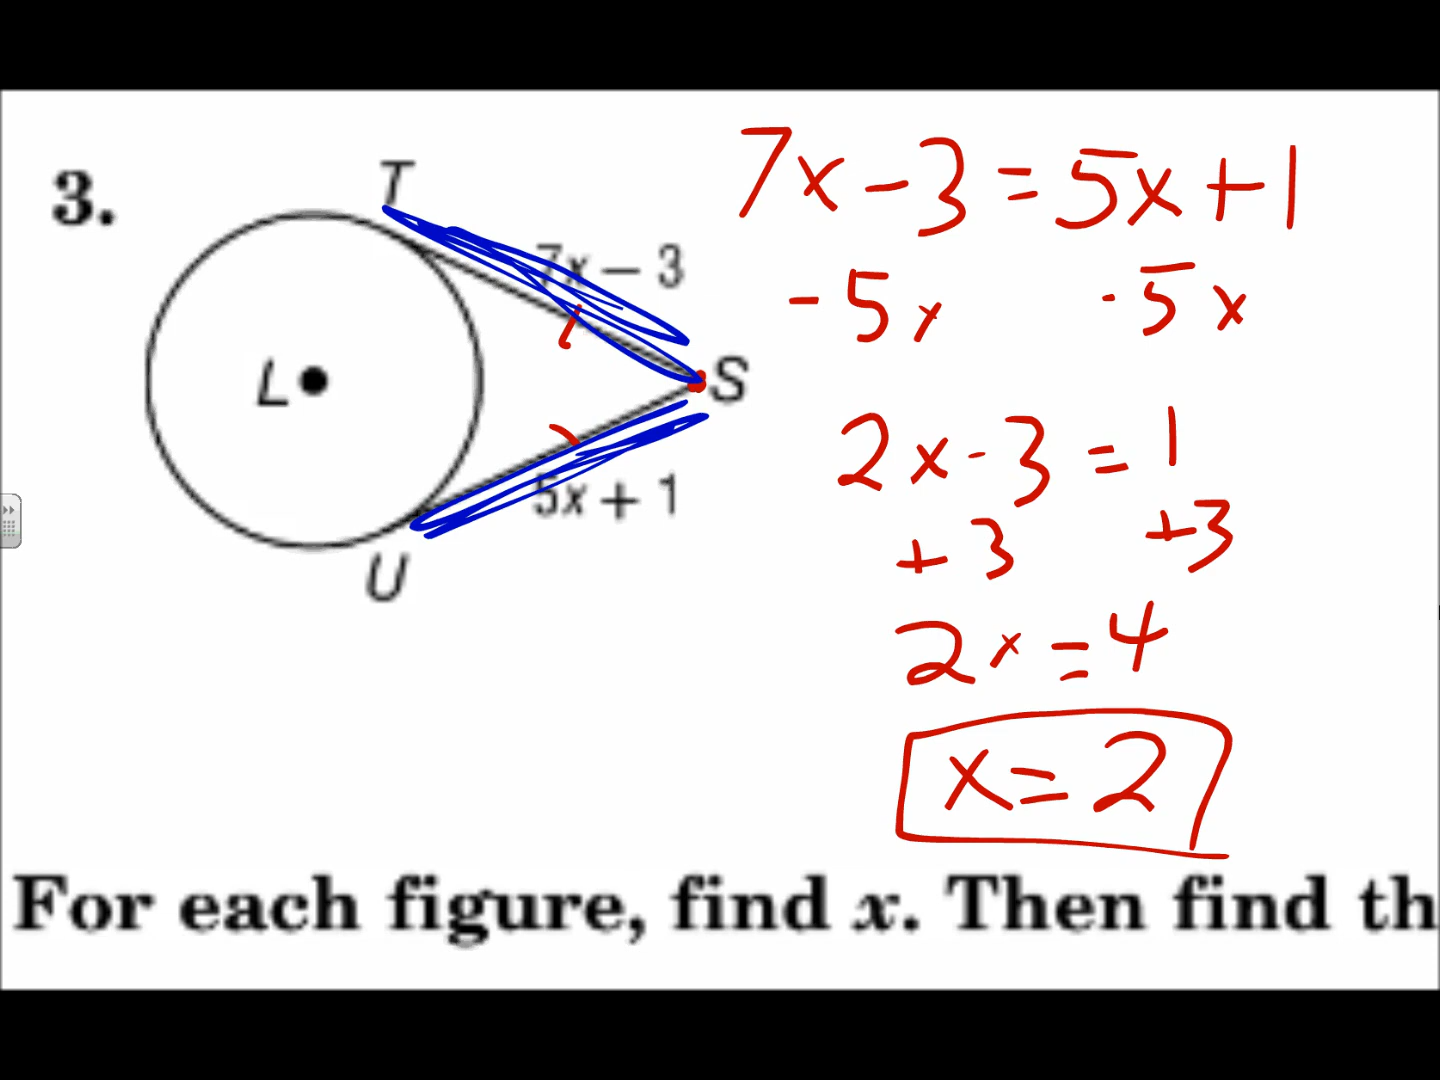 3.
T
7x − 3
L
S
5x + 1
U
7x − 3 = 5x + 1
- 5x - 5x
2x - 3 = 1
+ 3 + 3
2x = 4
x = 2
For each figure, find x. Then find th